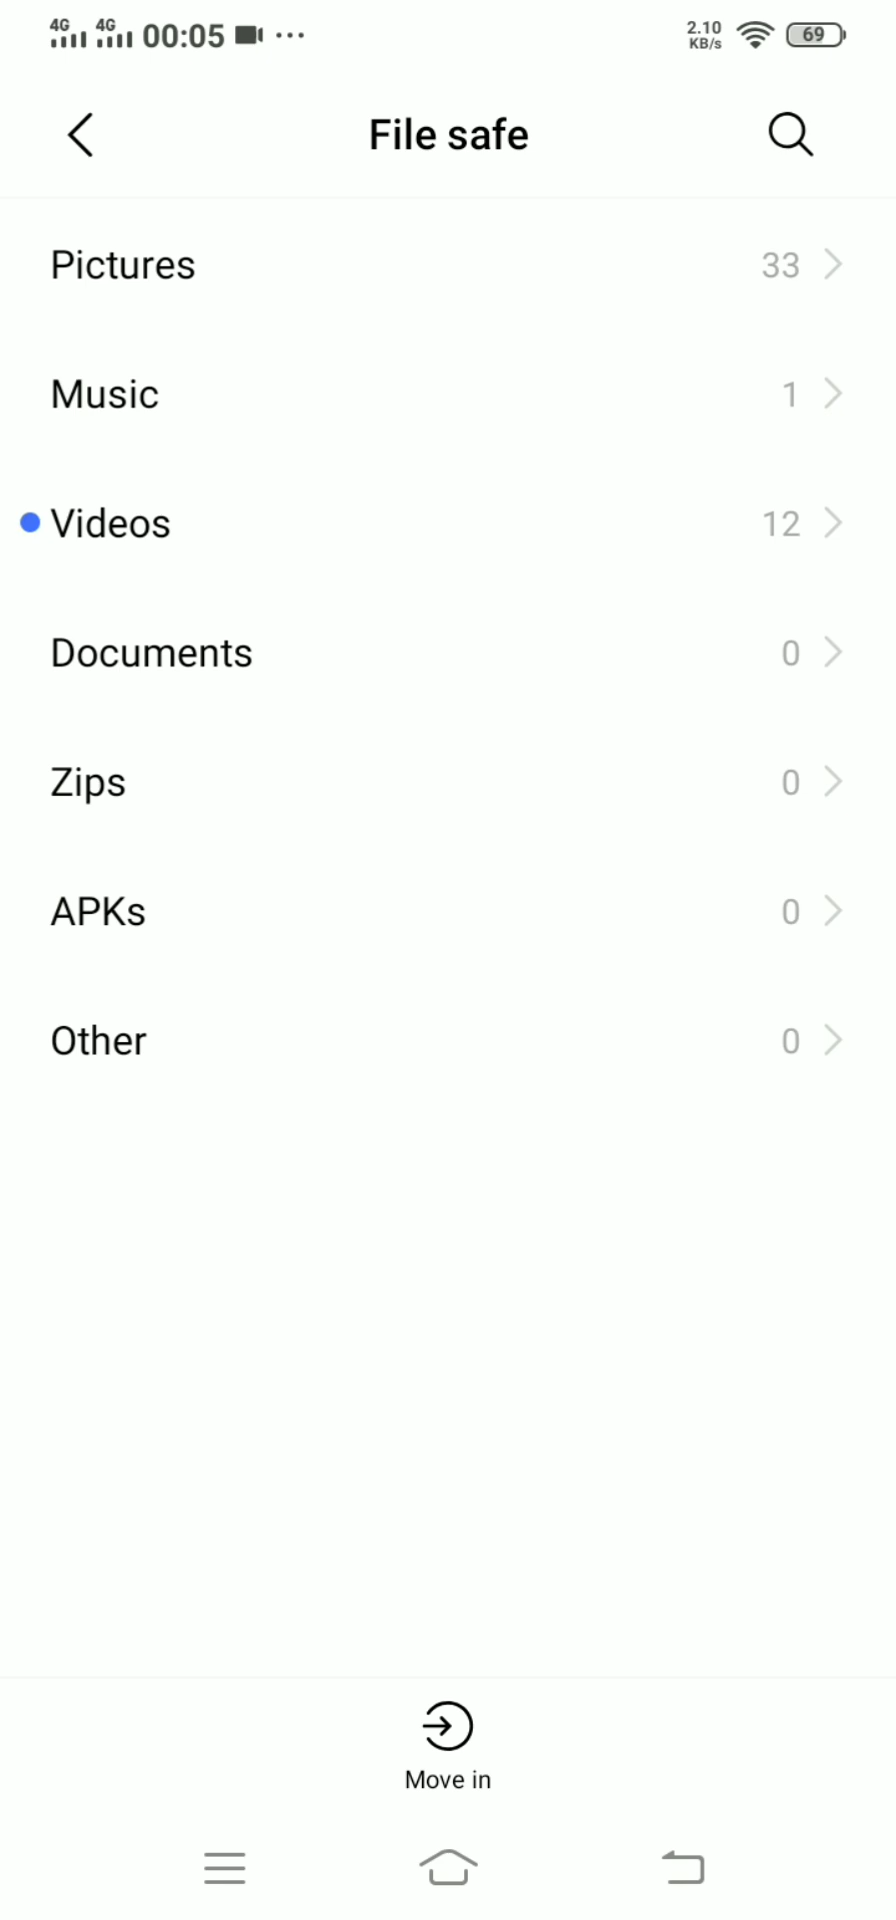 4G 4G 00:05 2.10 KB/s 69
File safe
Pictures 33
Music 1
Videos 12
Documents 0
Zips 0
APKs 0
Other 0
Move in